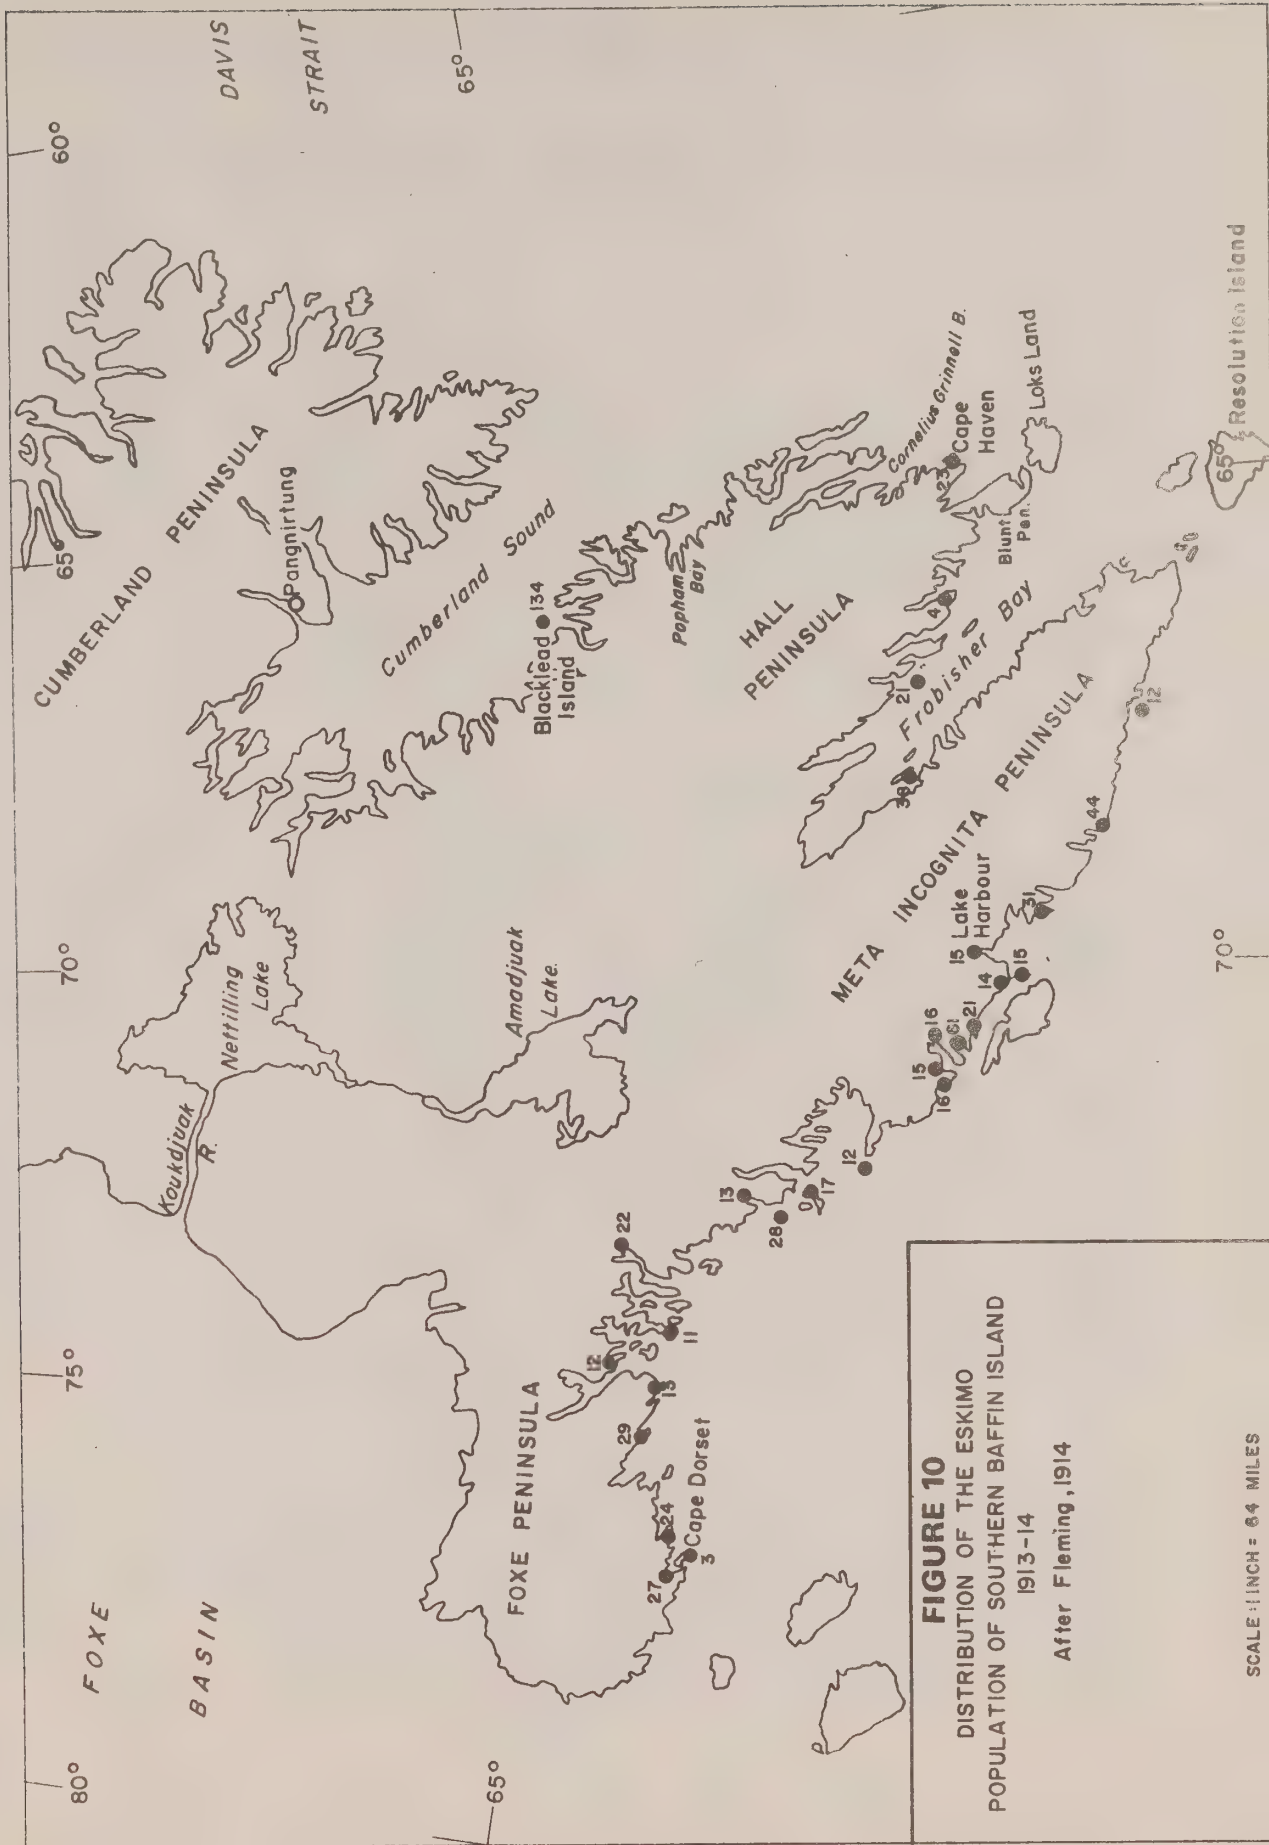 80°
75°
70°
60°
FOXE
BASIN
DAVIS
STRAIT
Koukdjuak
R.
Nettilling
Lake
CUMBERLAND
PENINSULA
65°
65°
65°
Pangnirtung
Cumberland Sound
Amadjuak
Lake.
Blacklead
Island
134
Popham
Bay
HALL
PENINSULA
Cornelius Grinnell B.
23
Cape
Haven
Loks Land
Blunt
Pen.
4
21
Frobisher Bay
META INCOGNITA PENINSULA
12
44
31
15
Lake
Harbour
14
15
21
16
15
16
12
17
28
13
22
11
12
13
29
FOXE PENINSULA
24
27
3
Cape Dorset
65°
Resolution Island
70°
FIGURE 10
DISTRIBUTION OF THE ESKIMO
POPULATION OF SOUTHERN BAFFIN ISLAND
1913-14
After Fleming, 1914
SCALE: 1 INCH = 64 MILES